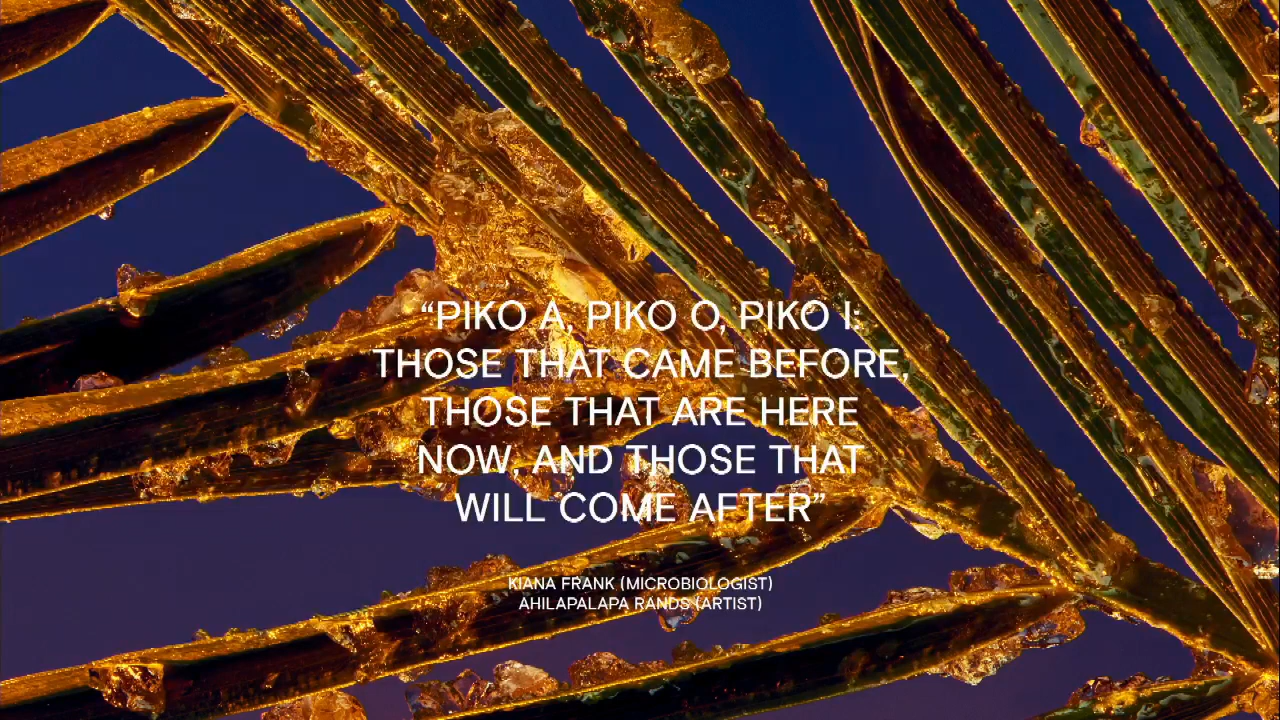 “PIKO A, PIKO O, PIKO I:
THOSE THAT CAME BEFORE,
THOSE THAT ARE HERE
NOW, AND THOSE THAT
WILL COME AFTER”
KIANA FRANK (MICROBIOLOGIST)
AHILAPALAPA RANDS (ARTIST)